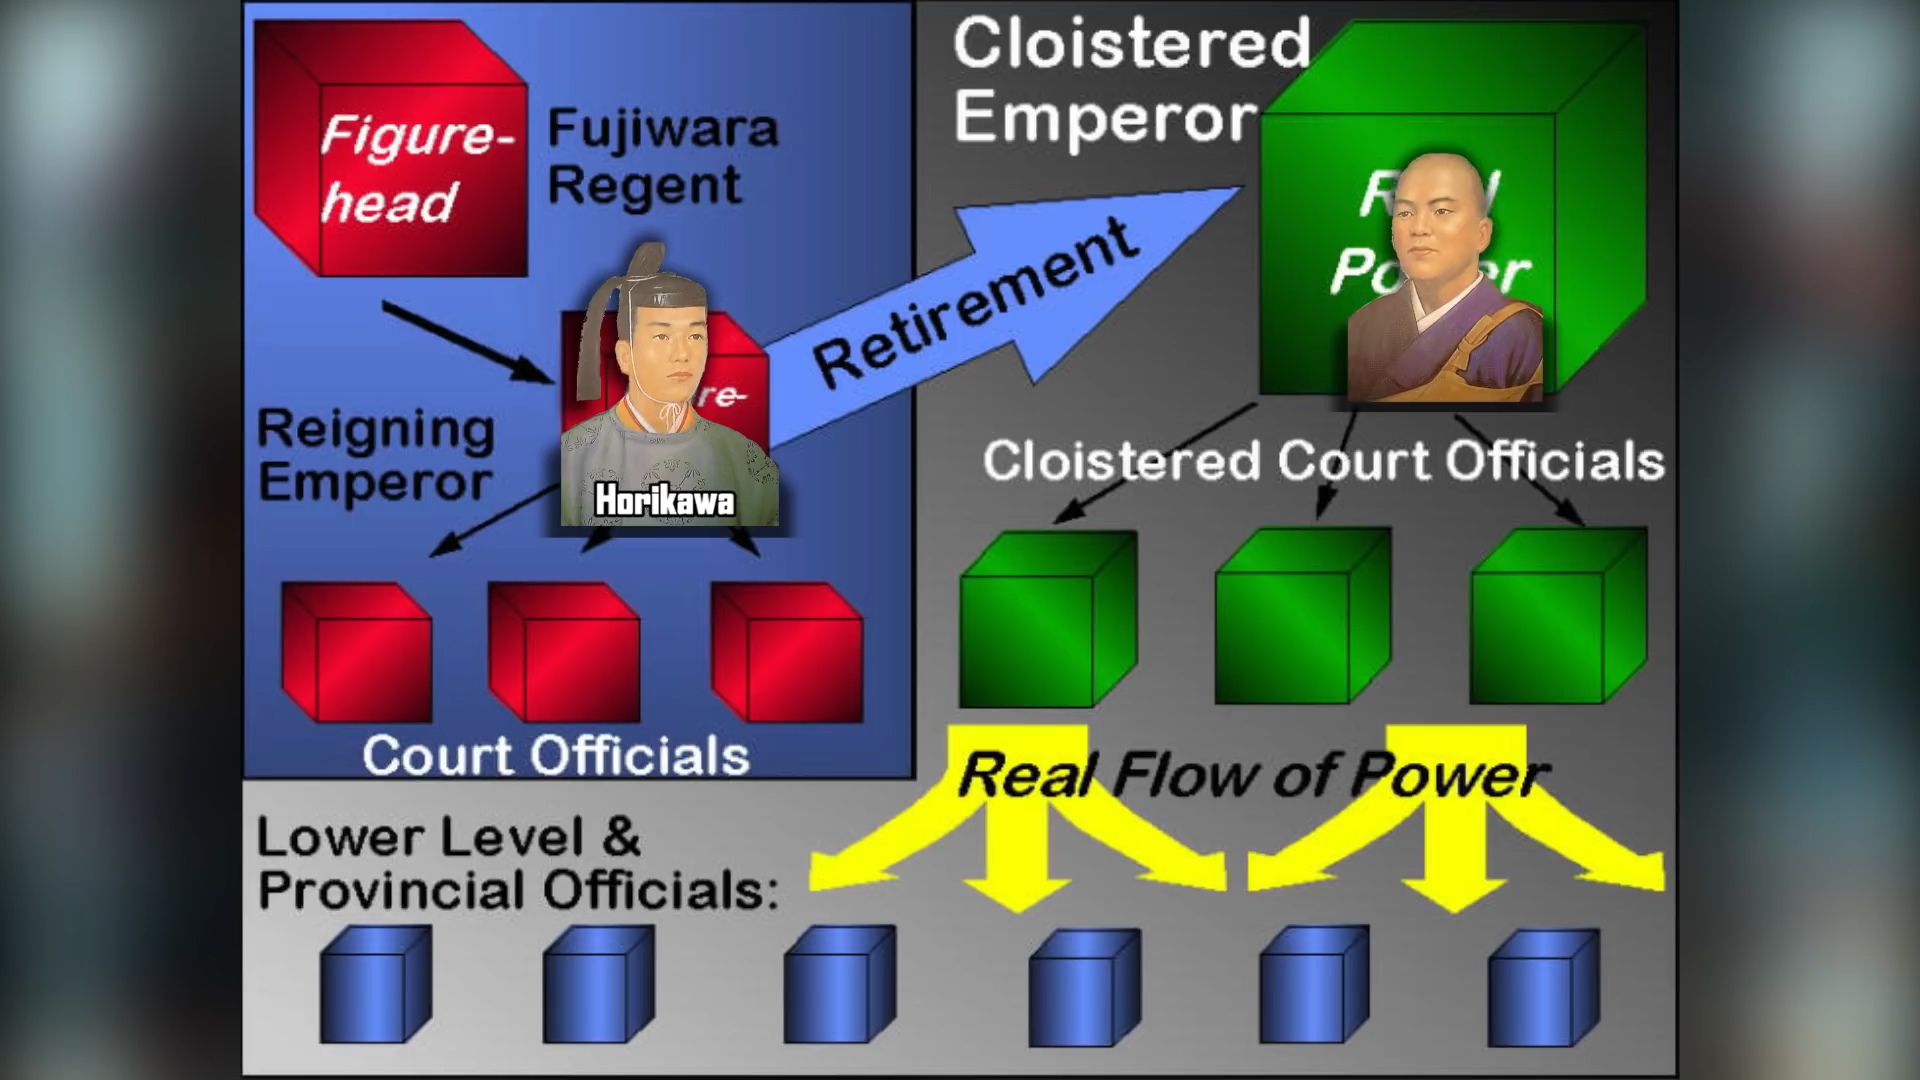 Figure-
head
Fujiwara
Regent
Cloistered
Emperor
Retirement
Reigning
Emperor
Horikawa
Cloistered Court Officials
Court Officials
Real Flow of Power
Lower Level &
Provincial Officials: